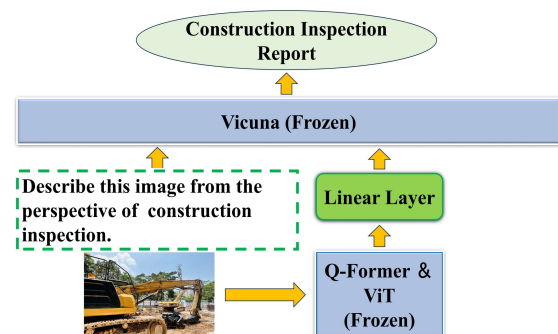 Construction Inspection
Report
Vicuna (Frozen)
Describe this image from the
perspective of construction
inspection.
Linear Layer
Q-Former &
ViT
(Frozen)